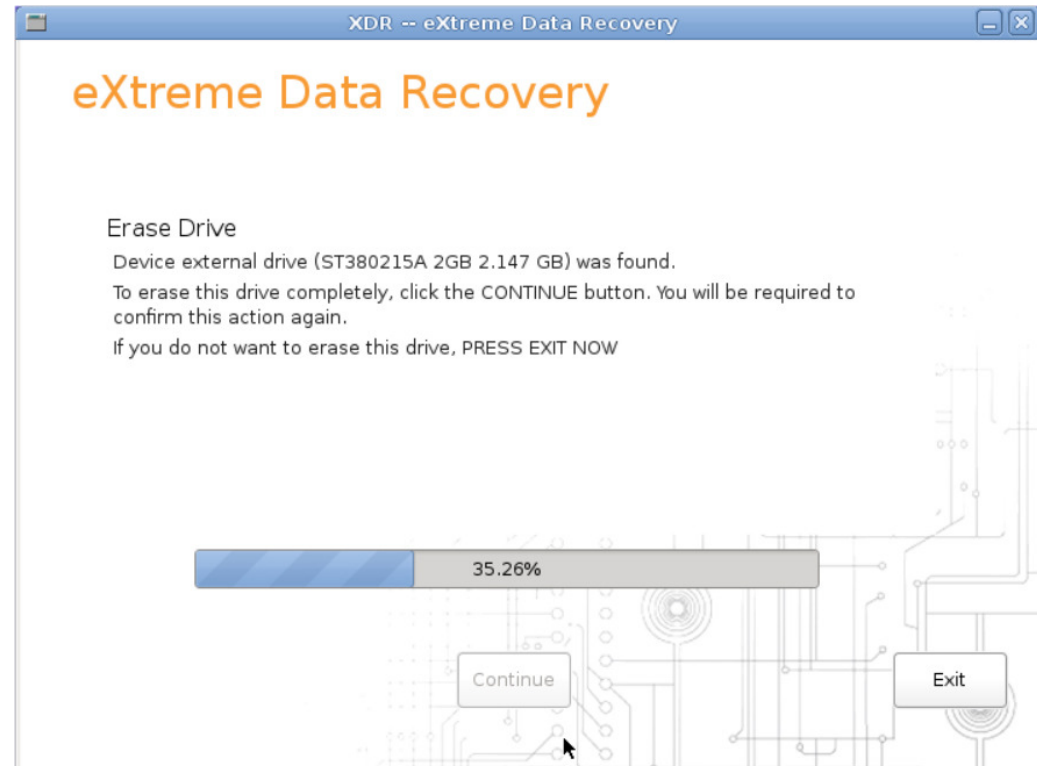 XDR -- eXtreme Data Recovery
eXtreme Data Recovery
Erase Drive
Device external drive (ST380215A 2GB 2.147 GB) was found.
To erase this drive completely, click the CONTINUE button. You will be required to
confirm this action again.
If you do not want to erase this drive, PRESS EXIT NOW
35.26%
Continue
Exit